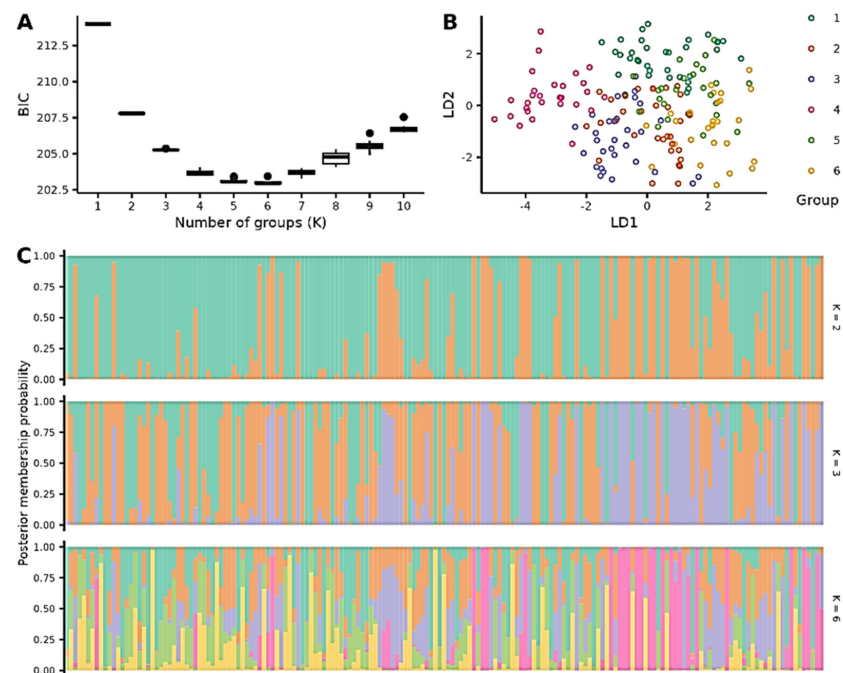 A
BIC
212.5
210.0
207.5
205.0
202.5
1 2 3 4 5 6 7 8 9 10
Number of groups (K)
B
LD2
2
0
-2
-4 -2 0 2
LD1
1
2
3
4
5
6
Group
C
Posterior membership probability
1.00
0.75
0.50
0.25
0.00
K = 2
1.00
0.75
0.50
0.25
0.00
K = 3
1.00
0.75
0.50
0.25
0.00
K = 6